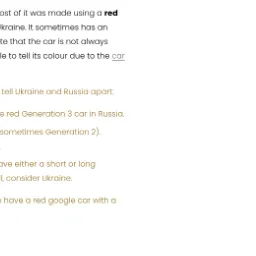 ost of it was made using a red
Ukraine. It sometimes has an
te that the car is not always
le to tell its colour due to the car
tell Ukraine and Russia apart:
e red Generation 3 car in Russia.
(sometimes Generation 2).
ave either a short or long
, consider Ukraine.
have a red google car with a